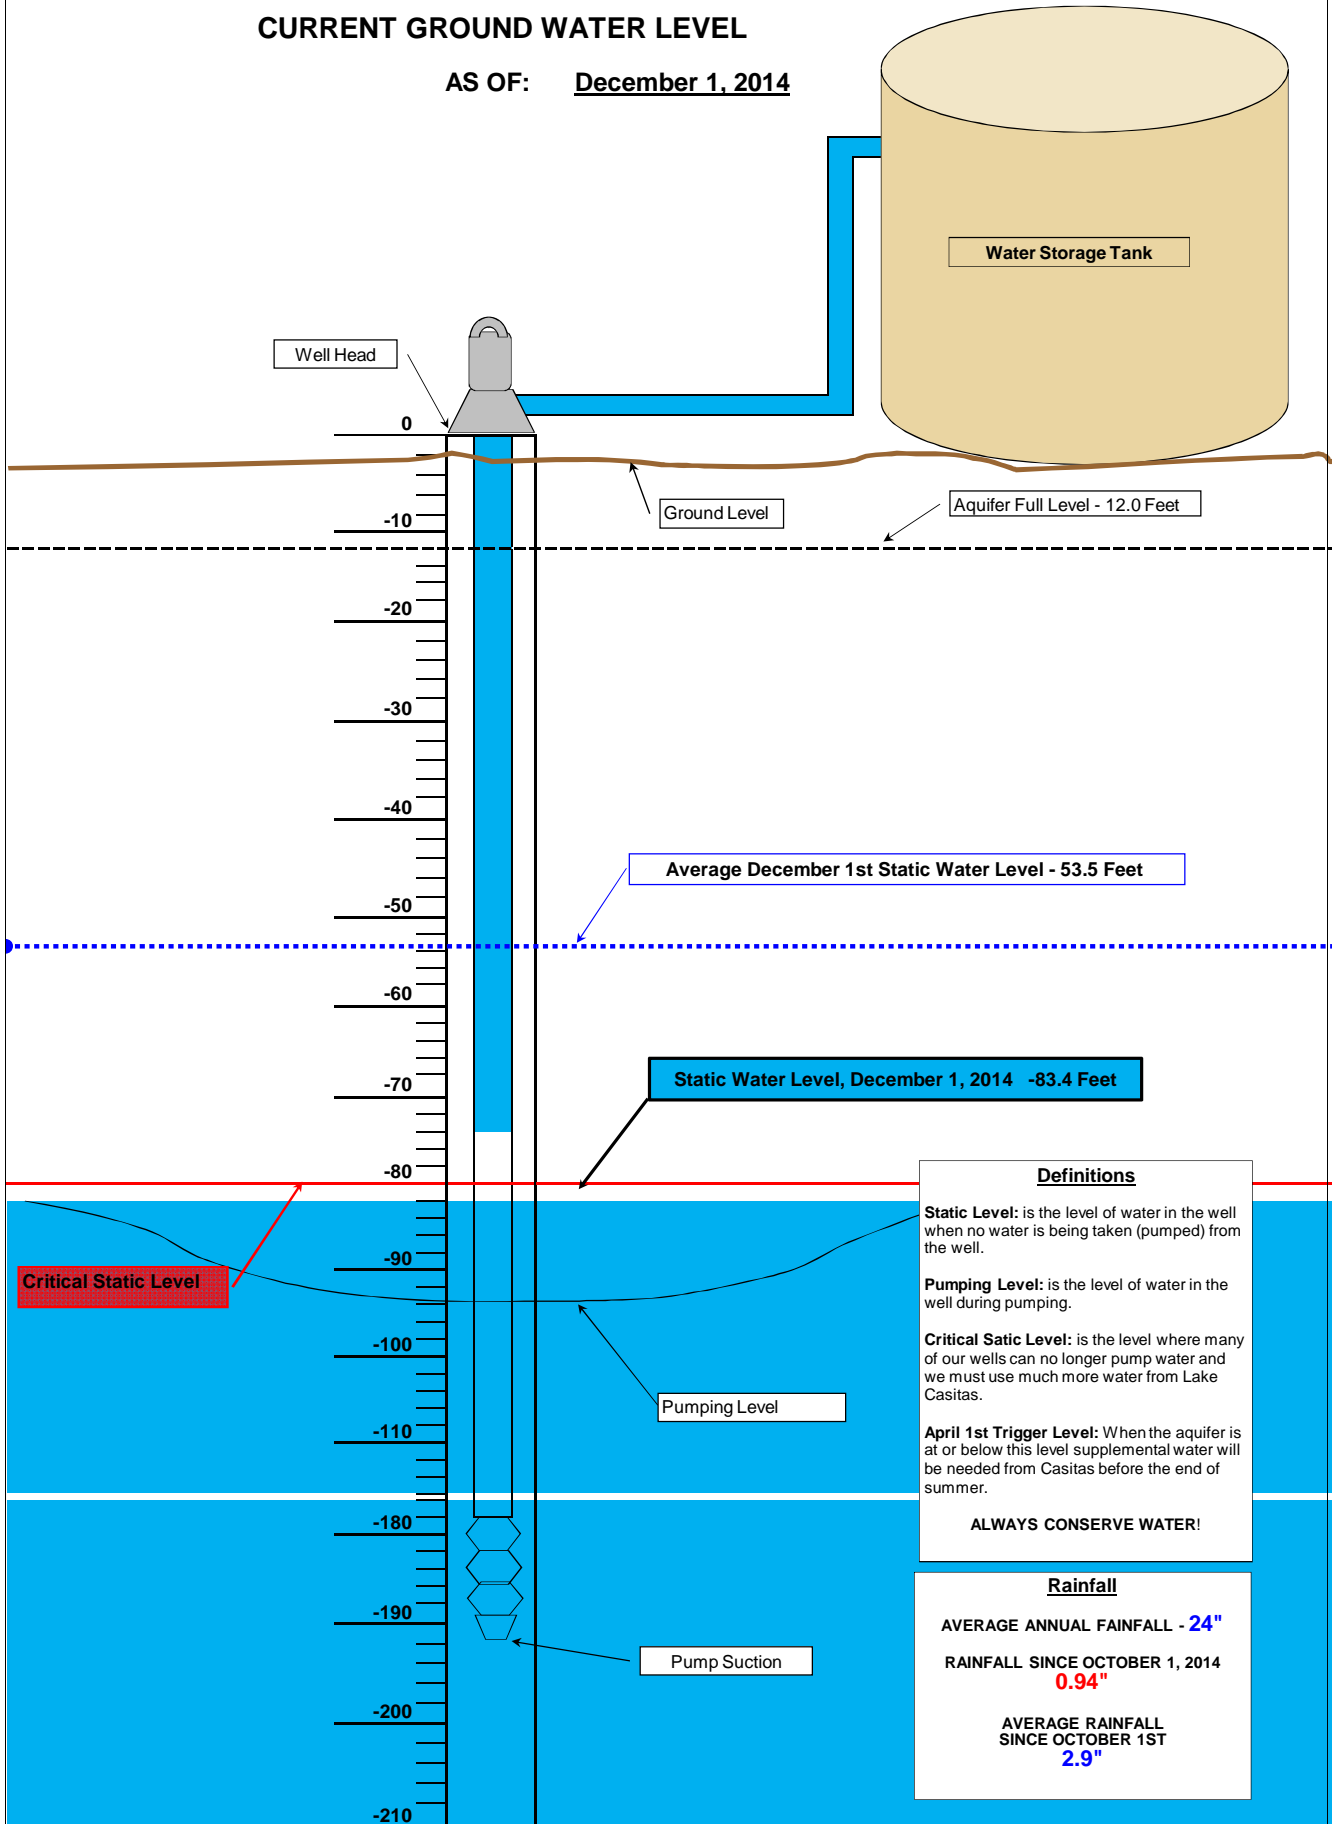 CURRENT GROUND WATER LEVEL
AS OF: December 1, 2014
Water Storage Tank
Well Head
0
Ground Level
Aquifer Full Level - 12.0 Feet
-10
-20
-30
-40
Average December 1st Static Water Level - 53.5 Feet
-50
-60
Static Water Level, December 1, 2014 -83.4 Feet
-70
-80
Critical Static Level
-90
-100
Pumping Level
-110
-180
-190
Pump Suction
-200
-210
Definitions
Static Level: is the level of water in the well
when no water is being taken (pumped) from
the well.
Pumping Level: is the level of water in the
well during pumping.
Critical Satic Level: is the level where many
of our wells can no longer pump water and
we must use much more water from Lake
Casitas.
April 1st Trigger Level: When the aquifer is
at or below this level supplemental water will
be needed from Casitas before the end of
summer.
ALWAYS CONSERVE WATER!
Rainfall
AVERAGE ANNUAL FAINFALL - 24"
RAINFALL SINCE OCTOBER 1, 2014
0.94"
AVERAGE RAINFALL
SINCE OCTOBER 1ST
2.9"